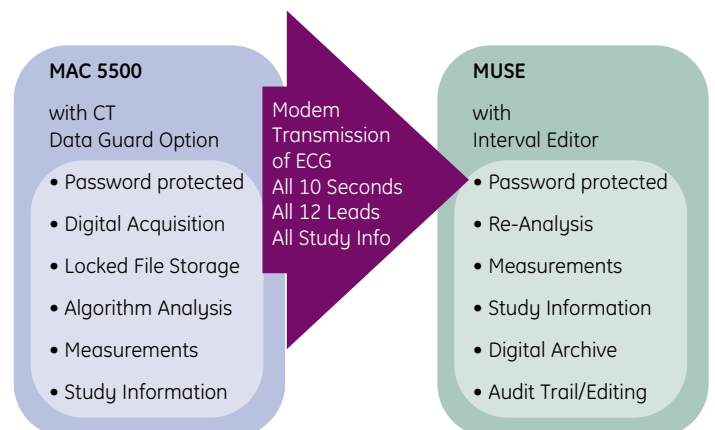 MAC 5500
with CT
Data Guard Option
• Password protected
• Digital Acquisition
• Locked File Storage
• Algorithm Analysis
• Measurements
• Study Information
Modem
Transmission
of ECG
All 10 Seconds
All 12 Leads
All Study Info
MUSE
with
Interval Editor
• Password protected
• Re-Analysis
• Measurements
• Study Information
• Digital Archive
• Audit Trail/Editing